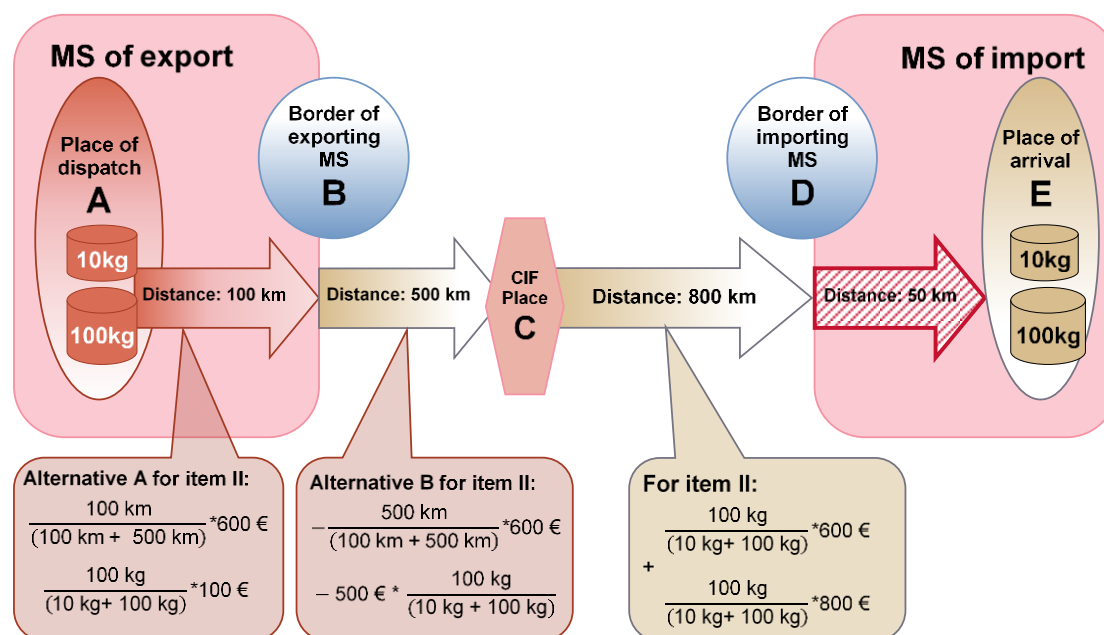 MS of export
MS of import
Place of
dispatch
A
10kg
100kg
Border of
exporting
MS
B
Border of
importing
MS
D
Place of
arrival
E
10kg
100kg
Distance: 100 km
Distance: 500 km
CIF
Place
C
Distance: 800 km
Distance: 50 km
Alternative A for item II:
100 km
(100 km + 500 km)
*600 €
100 kg
(10 kg+ 100 kg)
*100 €
Alternative B for item II:
− 500 km
(100 km + 500 km)
*600 €
− 500 € * 100 kg
(10 kg + 100 kg)
For item II:
100 kg
(10 kg+ 100 kg)
*600 €
+
100 kg
(10 kg+ 100 kg)
*800 €